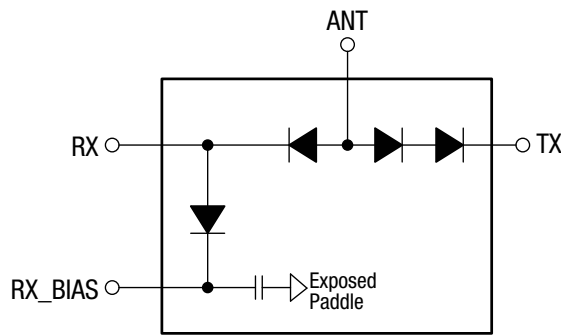 ANT
RX
TX
RX_BIAS
Exposed
Paddle